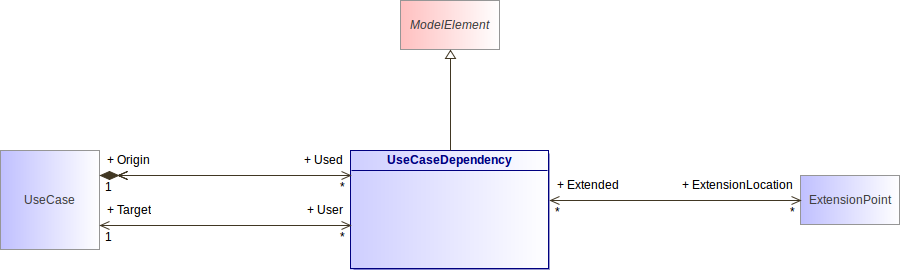 ModelElement
+ Origin
+ Used
UseCaseDependency
UseCase
1
*
+ Target
+ User
1
*
+ Extended
+ ExtensionLocation
*
*
ExtensionPoint